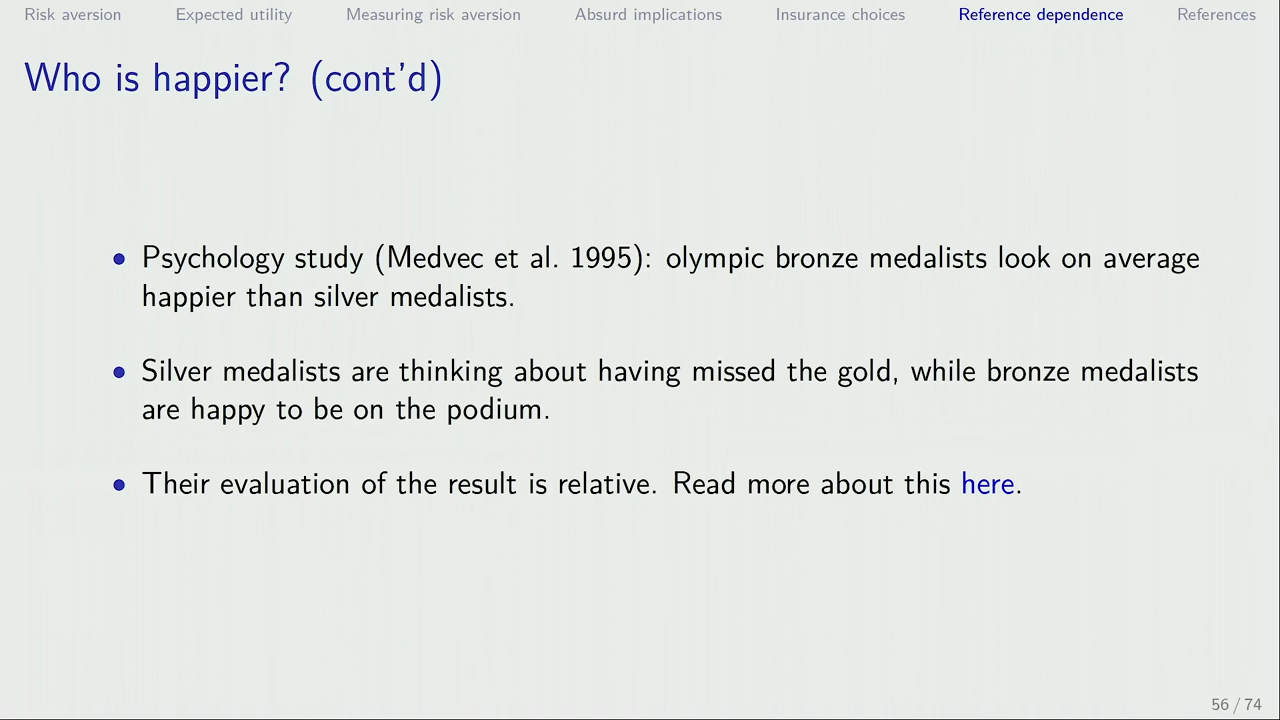 Risk aversion Expected utility Measuring risk aversion Absurd implications Insurance choices Reference dependence References
Who is happier? (cont'd)
• Psychology study (Medvec et al. 1995): olympic bronze medalists look on average
happier than silver medalists.
• Silver medalists are thinking about having missed the gold, while bronze medalists
are happy to be on the podium.
• Their evaluation of the result is relative. Read more about this here.
56 / 74